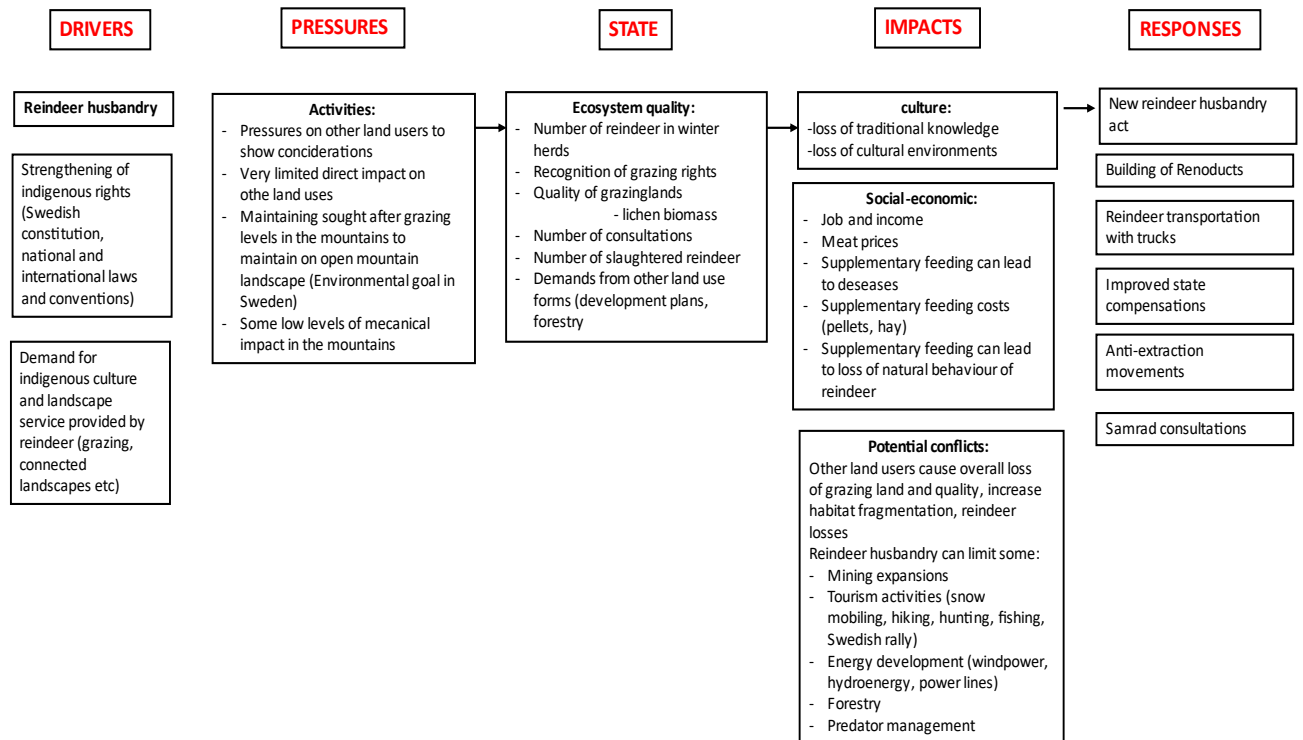 DRIVERS
PRESSURES
STATE
IMPACTS
RESPONSES
Reindeer husbandry
Strengthening of
indigenous rights
(Swedish
constitution,
national and
international laws
and conventions)
Demand for
indigenous culture
and landscape
service provided by
reindeer (grazing,
connected
landscapes etc)
Activities:
- Pressures on other land users to
show conciderations
- Very limited direct impact on
othe land uses
- Maintaining sought after grazing
levels in the mountains to
maintain on open mountain
landscape (Environmental goal in
Sweden)
- Some low levels of mecanical
impact in the mountains
Ecosystem quality:
- Number of reindeer in winter
herds
- Recognition of grazing rights
- Quality of grazinglands
- lichen biomass
- Number of consultations
- Number of slaughtered reindeer
- Demands from other land use
forms (development plans,
forestry
culture:
-loss of traditional knowledge
-loss of cultural environments
Social-economic:
- Job and income
- Meat prices
- Supplementary feeding can lead
to deseases
- Supplementary feeding costs
(pellets, hay)
- Supplementary feeding can lead
to loss of natural behaviour of
reindeer
Potential conflicts:
Other land users cause overall loss
of grazing land and quality, increase
habitat fragmentation, reindeer
losses
Reindeer husbandry can limit some:
- Mining expansions
- Tourism activities (snow
mobiling, hiking, hunting, fishing,
Swedish rally)
- Energy development (windpower,
hydroenergy, power lines)
- Forestry
- Predator management
New reindeer husbandry
act
Building of Renoducts
Reindeer transportation
with trucks
Improved state
compensations
Anti-extraction
movements
Samrad consultations